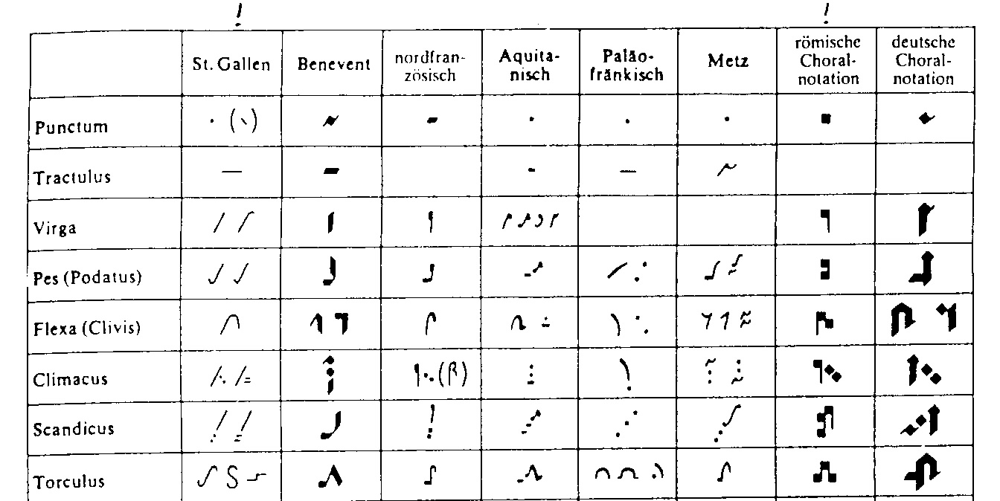 ! !
St. Gallen Benevent nordfran-
zösisch Aquita-
nisch Paläo-
fränkisch Metz römische
Choral-
notation deutsche
Choral-
notation
Punctum
Tractulus
Virga
Pes (Podatus)
Flexa (Clivis)
Climacus
Scandicus
Torculus